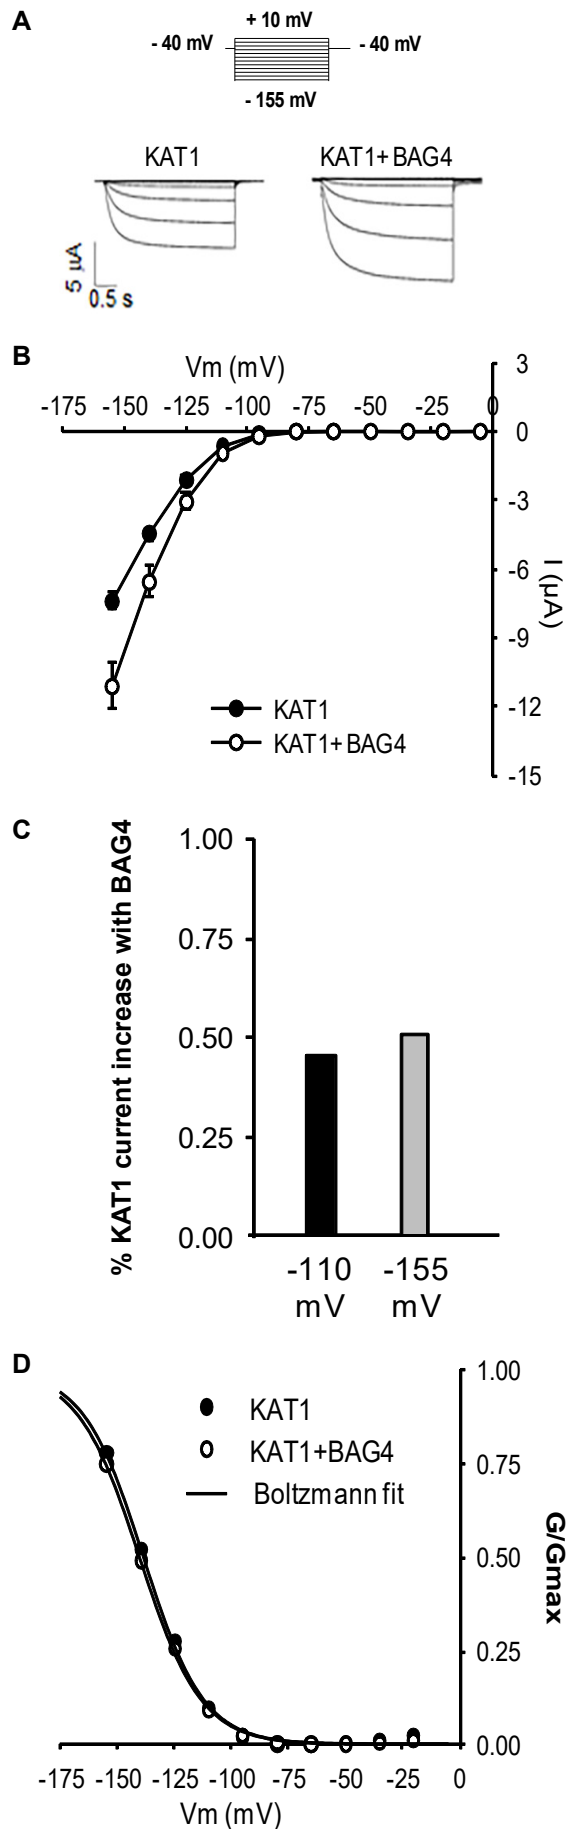 A
+ 10 mV
- 40 mV - 40 mV
- 155 mV
KAT1 KAT1+BAG4
5 µA
0.5 s
B
Vm (mV)
3
-175 -150 -125 -100 -75 -50 -25 0
0
-3
-6
-9
-12
-15
I (µA)
KAT1
KAT1+BAG4
C
% KAT1 current increase with BAG4
1.00
0.75
0.50
0.25
0.00
-110 -155
mV mV
D
1.00
0.75
0.50
0.25
0.00
G/Gmax
KAT1
KAT1+BAG4
Boltzmann fit
-175 -150 -125 -100 -75 -50 -25 0
Vm (mV)